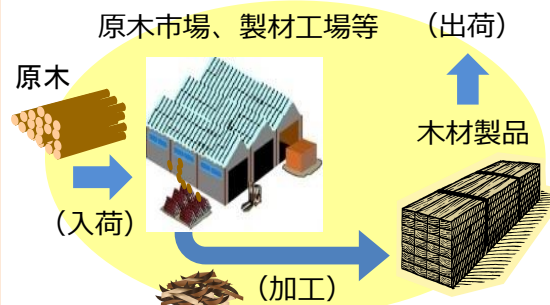 原木市場、製材工場等
（出荷）
原木
木材製品
（入荷）
（加工）